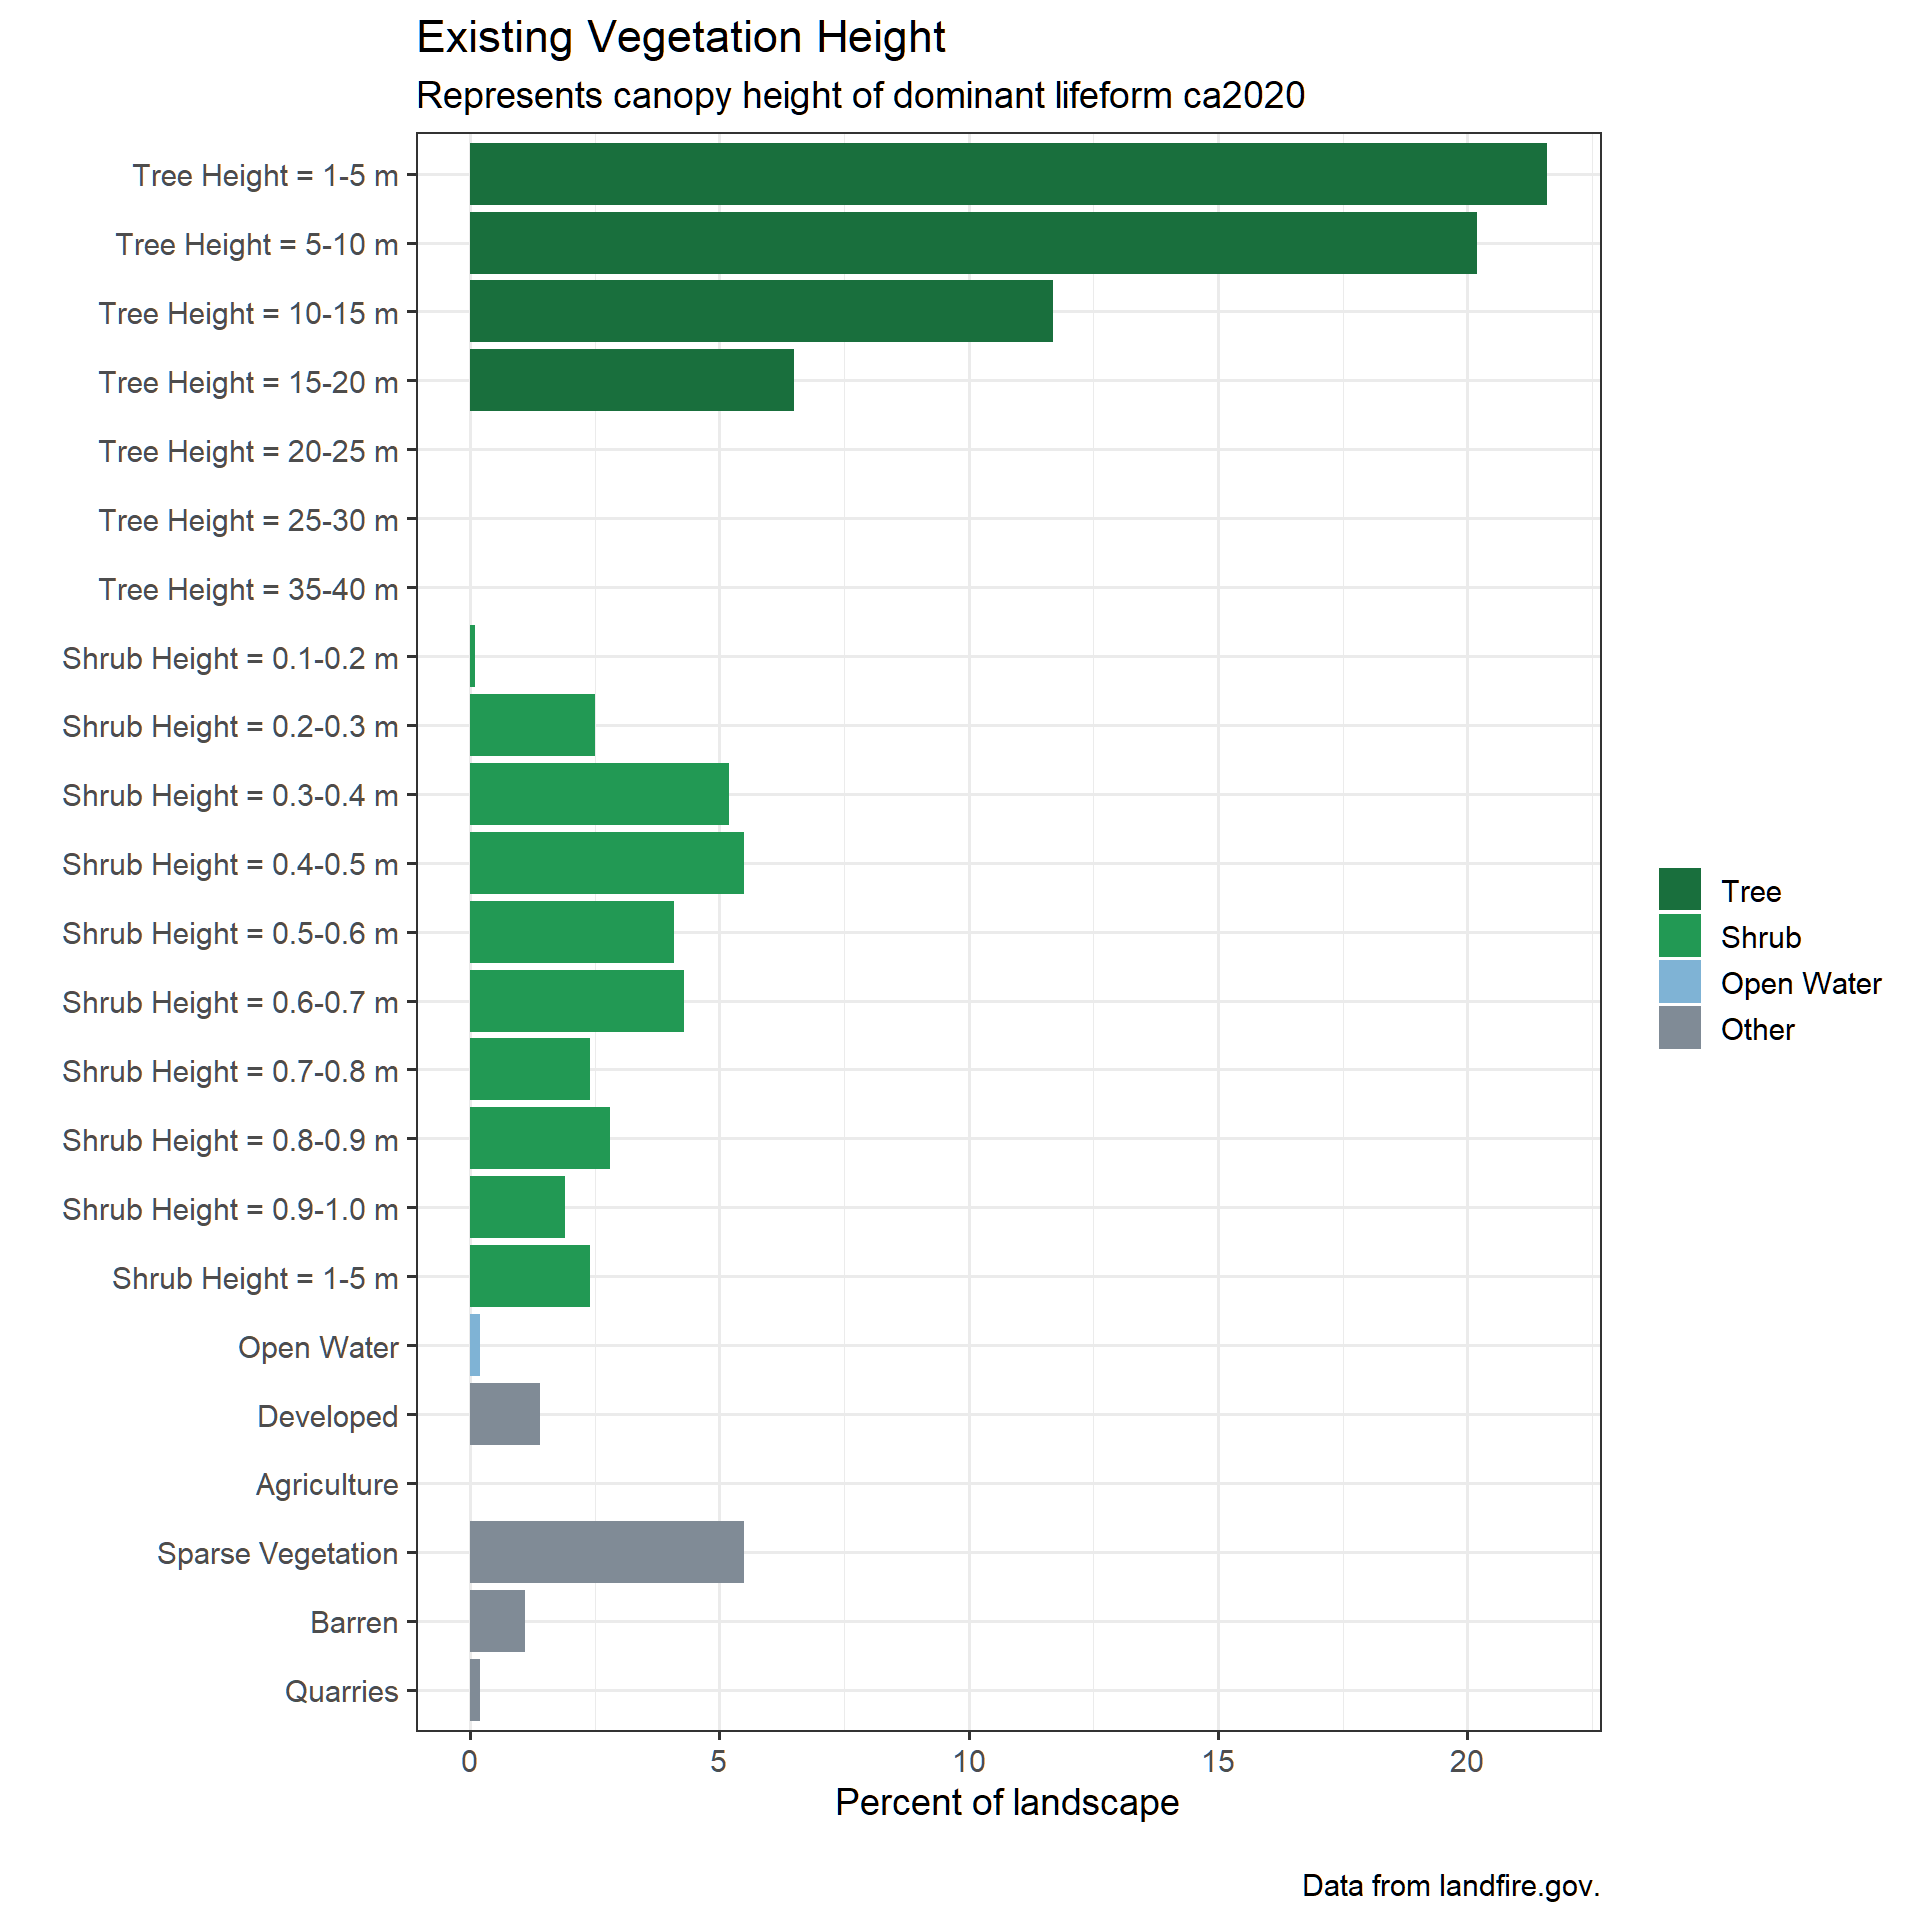 Existing Vegetation Height
Represents canopy height of dominant lifeform ca2020
Tree Height = 1-5 m
Tree Height = 5-10 m
Tree Height = 10-15 m
Tree Height = 15-20 m
Tree Height = 20-25 m
Tree Height = 25-30 m
Tree Height = 35-40 m
Shrub Height = 0.1-0.2 m
Shrub Height = 0.2-0.3 m
Shrub Height = 0.3-0.4 m
Shrub Height = 0.4-0.5 m
Shrub Height = 0.5-0.6 m
Shrub Height = 0.6-0.7 m
Shrub Height = 0.7-0.8 m
Shrub Height = 0.8-0.9 m
Shrub Height = 0.9-1.0 m
Shrub Height = 1-5 m
Open Water
Developed
Agriculture
Sparse Vegetation
Barren
Quarries
0 5 10 15 20
Percent of landscape
Tree
Shrub
Open Water
Other
Data from landfire.gov.